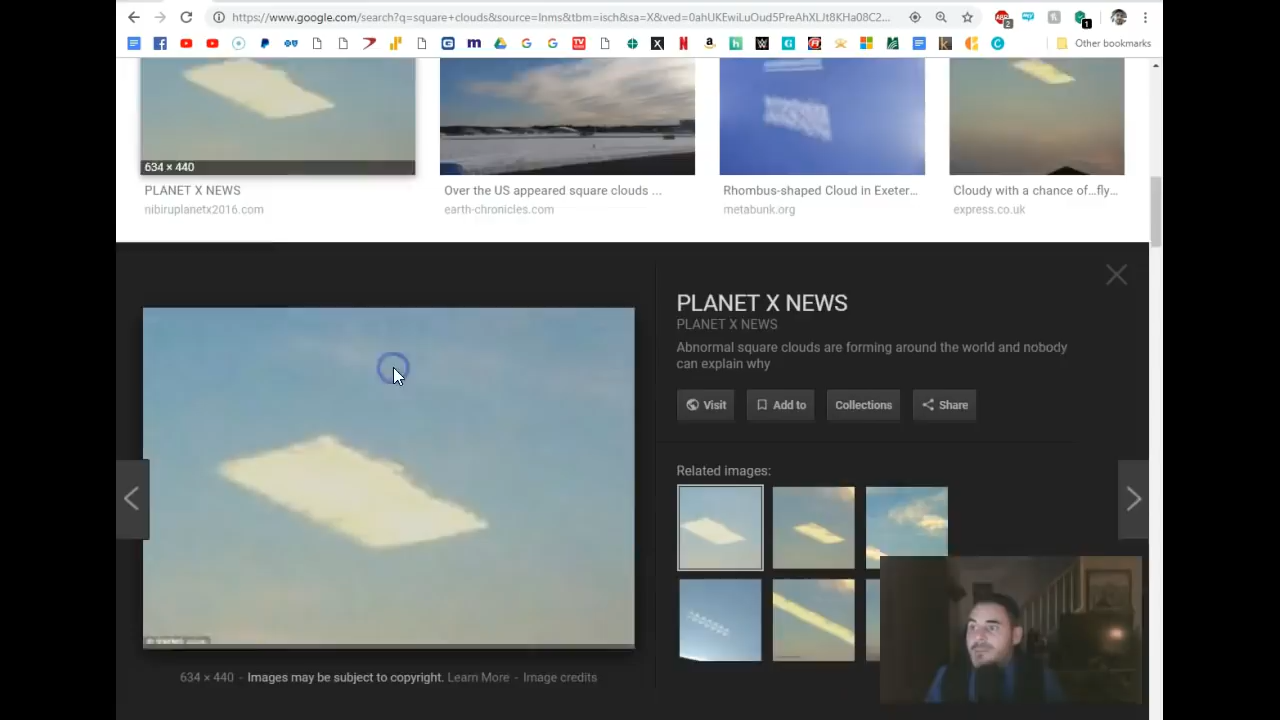 https://www.google.com/search?q=square+clouds&source=lnms&tbm=isch&sa=X&ved=0ahUKEwiLuOud5PreAhXLJt8KHa08C2...
Other bookmarks
634 × 440
PLANET X NEWS
nibiruplanetx2016.com
Over the US appeared square clouds ...
earth-chronicles.com
Rhombus-shaped Cloud in Exeter...
metabunk.org
Cloudy with a chance of...fly...
express.co.uk
PLANET X NEWS
PLANET X NEWS
Abnormal square clouds are forming around the world and nobody
can explain why
Visit
Add to
Collections
Share
Related images:
634 × 440 - Images may be subject to copyright. Learn More - Image credits